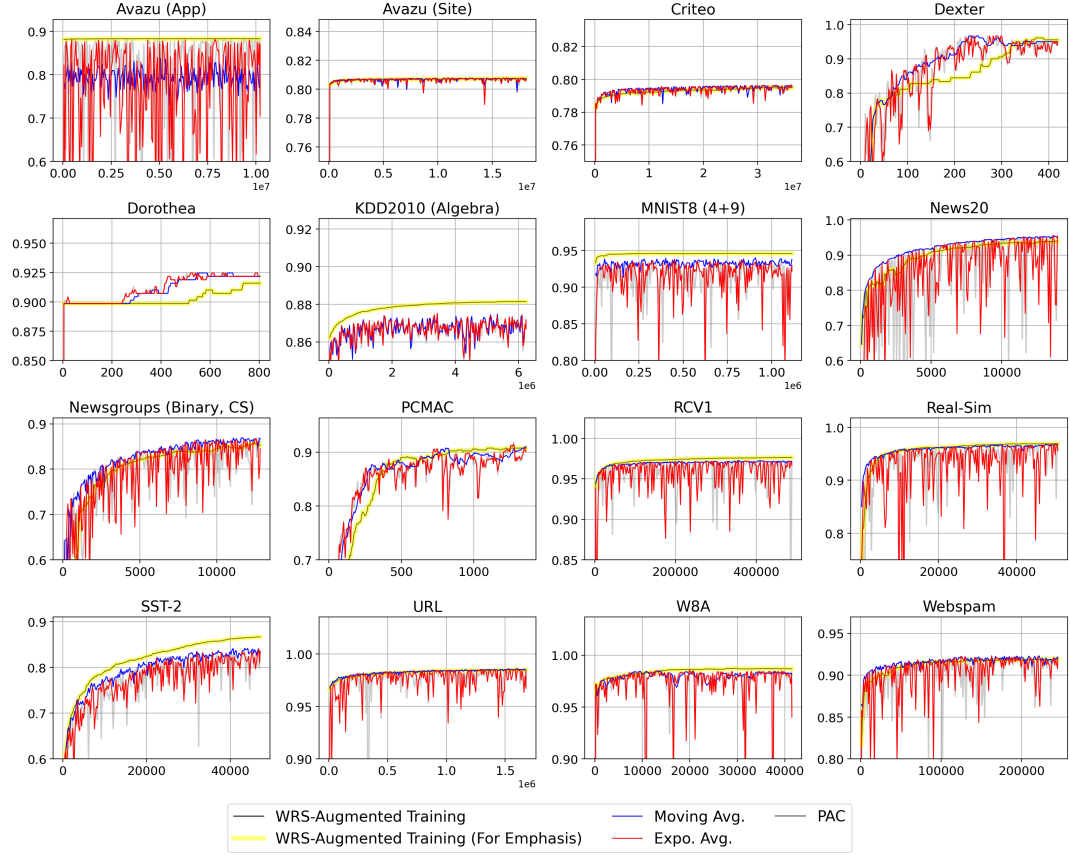 Avazu (App) Avazu (Site) Criteo Dexter
0.9 0.84 0.82 1.0
0.8 0.82 0.80 0.9
0.7 0.80 0.78 0.8
0.6 0.78 0.76 0.7
0.76 0.6
0.00 0.25 0.50 0.75 1.00 0.0 0.5 1.0 1.5 0 1 2 3 0 100 200 300 400
1e7 1e7 1e7
Dorothea KDD2010 (Algebra) MNIST8 (4+9) News20
0.950 0.92 0.95 1.0
0.925 0.90 0.90 0.9
0.900 0.88 0.85 0.8
0.875 0.86 0.80 0.7
0.850 0.6
0 200 400 600 800 0 2 4 6 0.00 0.25 0.50 0.75 1.00 0 5000 10000
1e6 1e6
Newsgroups (Binary, CS) PCMAC RCV1 Real-Sim
0.9 0.9 1.00 1.0
0.8 0.8 0.95 0.9
0.7 0.7 0.90 0.8
0.6 0.85
0 5000 10000 0 500 1000 0 200000 400000 0 20000 40000
SST-2 URL W8A Webspam
0.9 1.00 1.00 0.95
0.8 0.95 0.95 0.90
0.7 0.90 0.90 0.85
0.6 0.80
0 20000 40000 0.0 0.5 1.0 1.5 0 10000 20000 30000 40000 0 100000 200000
1e6
WRS-Augmented Training Moving Avg. PAC
WRS-Augmented Training (For Emphasis) Expo. Avg.